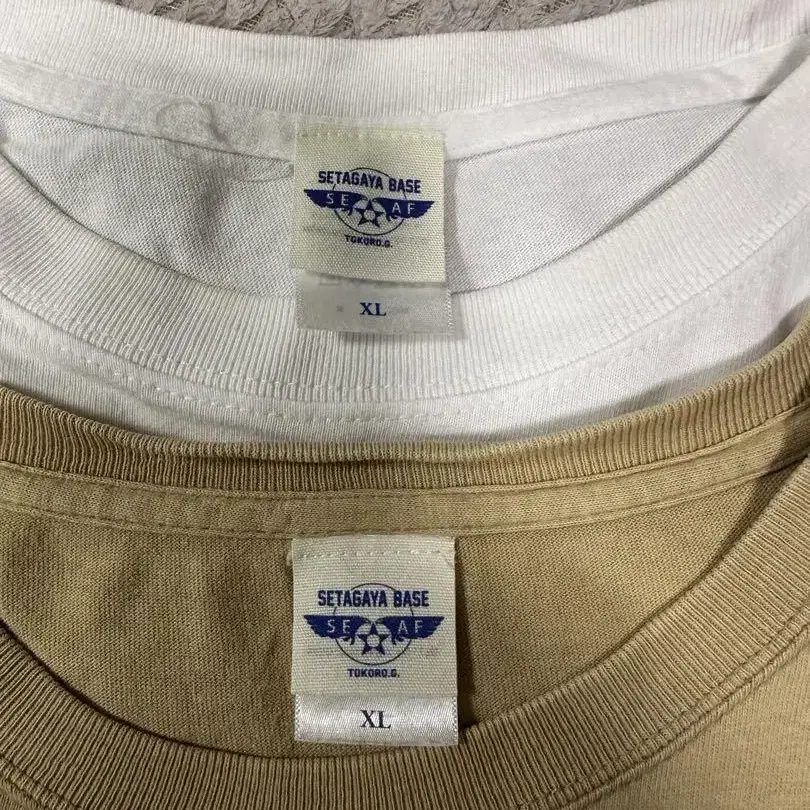 SETAGAYA BASE
SE AF
TOKORO.G.
XL
SETAGAYA BASE
SE AF
TOKORO.G.
XL